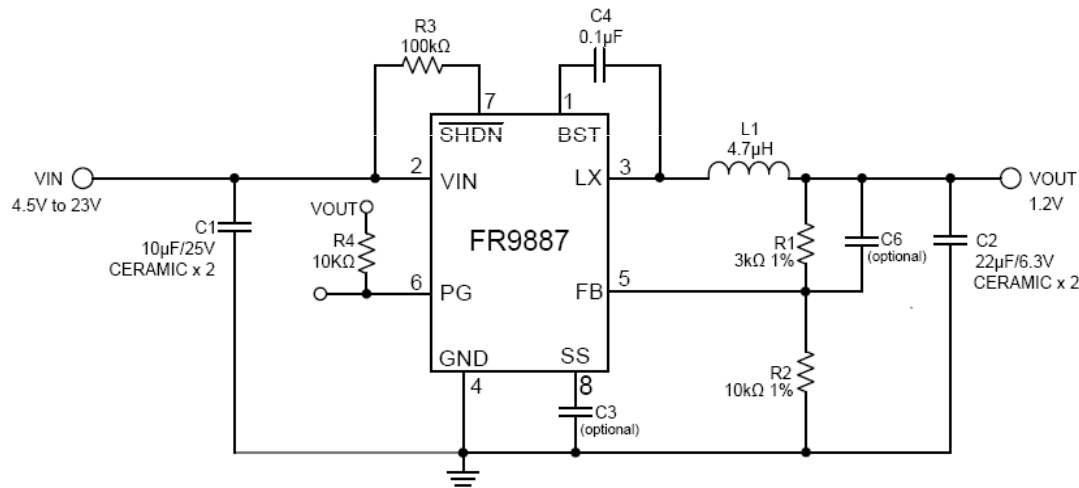 R3
100kΩ
C4
0.1µF
7
1
SHDN
BST
L1
4.7µH
VIN
4.5V to 23V
2
VIN
LX
3
VOUT
1.2V
C1
10µF/25V
CERAMIC x 2
VOUT
R4
10KΩ
FR9887
R1
3kΩ 1%
C6
(optional)
C2
22µF/6.3V
CERAMIC x 2
6
PG
FB
5
GND
SS
4
8
R2
10kΩ 1%
C3
(optional)